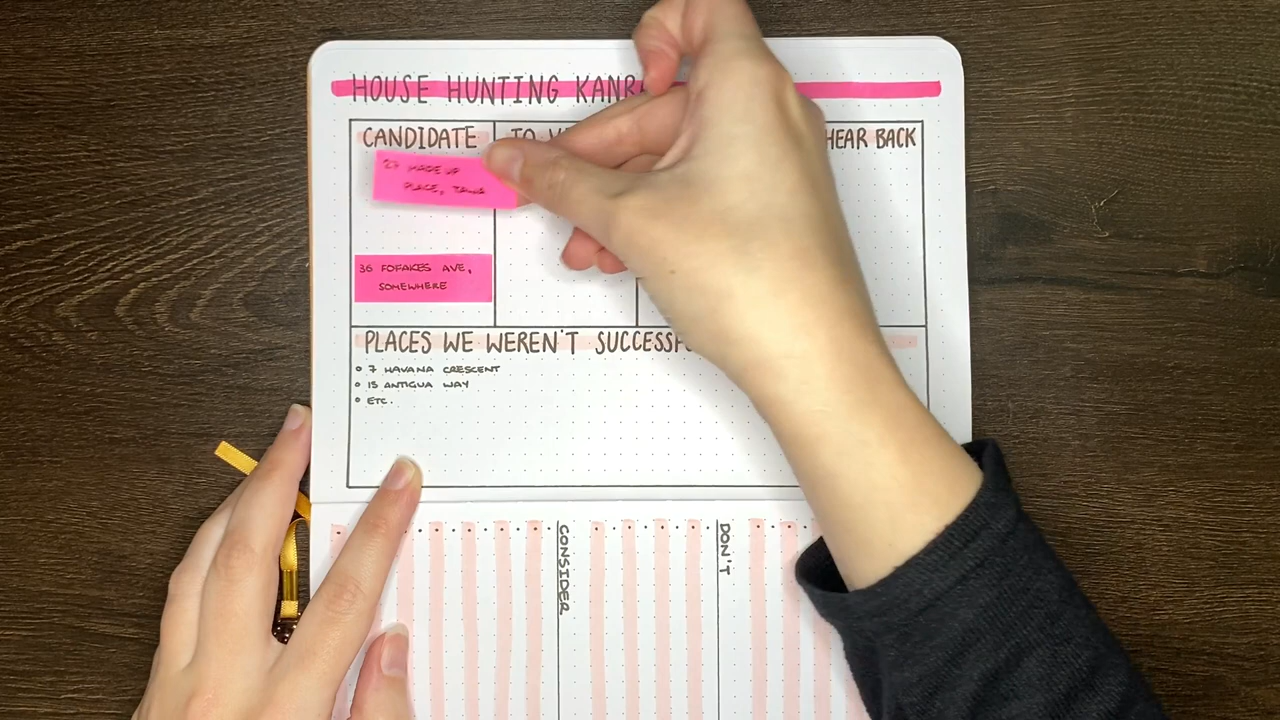 HOUSE HUNTING KANB
CANDIDATE
TO V
HEAR BACK
27 MADE UP
PLACE, TAWA
36 FOFAKES AVE,
SOMEWHERE
PLACES WE WEREN'T SUCCESSF
7 HAVANA CRESCENT
15 ANTIGUA WAY
ETC.
CONSIDER
DON'T